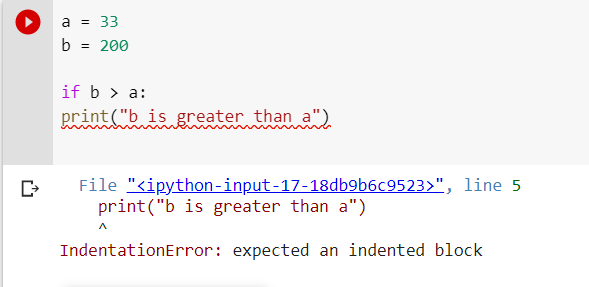 a = 33
b = 200
if b > a:
print("b is greater than a")
File "<ipython-input-17-18db9b6c9523>", line 5
print("b is greater than a")
^
IndentationError: expected an indented block